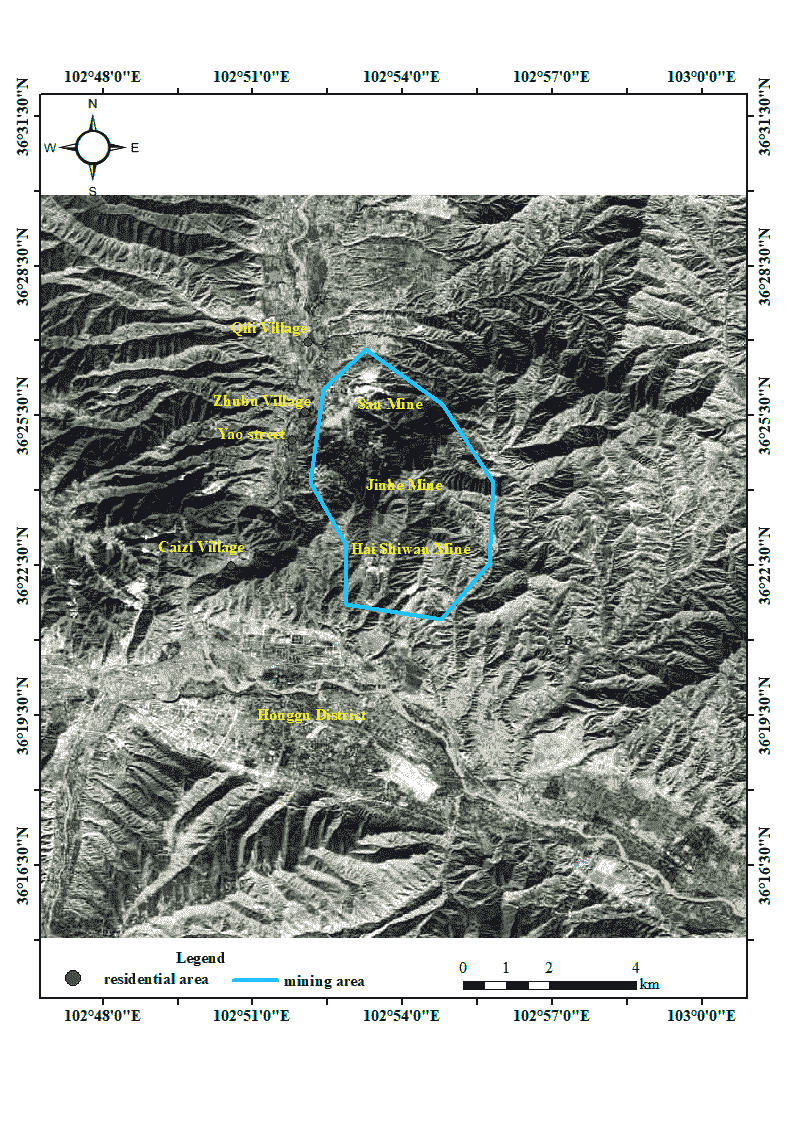 102°48'0"E 102°51'0"E 102°54'0"E 102°57'0"E 103°0'0"E
36°31'30"N 36°31'30"N
N
W E
S
36°28'30"N 36°28'30"N
Qili Village
Zhubu Village San Mine
36°25'30"N 36°25'30"N
Yao street
Jinhe Mine
Caizi Village Hai Shiwan Mine
36°22'30"N 36°22'30"N
Honggu District
36°19'30"N 36°19'30"N
36°16'30"N 36°16'30"N
Legend
residential area mining area
0 1 2 4
km
102°48'0"E 102°51'0"E 102°54'0"E 102°57'0"E 103°0'0"E